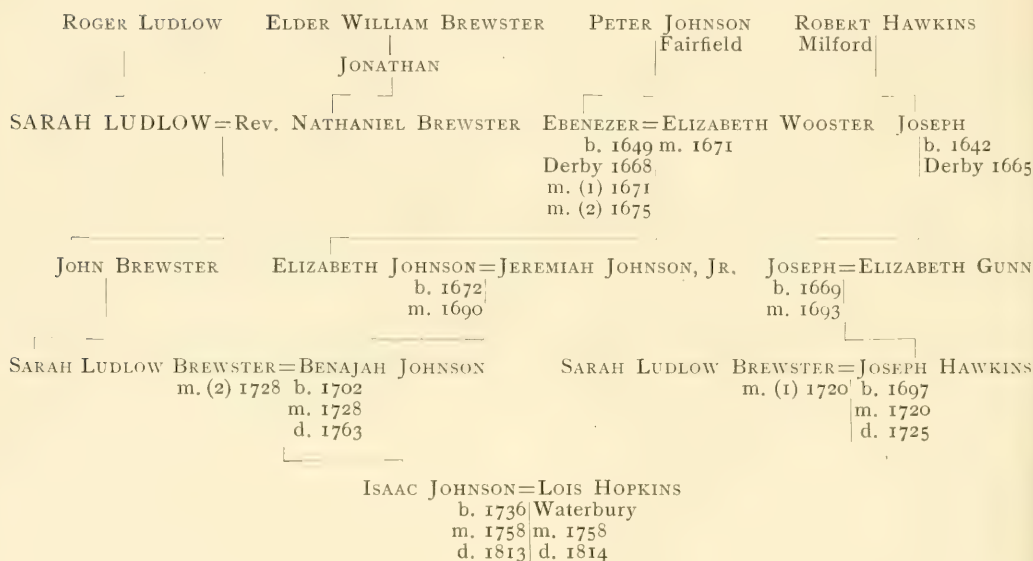 ROGER LUDLOW ELDER WILLIAM BREWSTER PETER JOHNSON ROBERT HAWKINS
Fairfield Milford
JONATHAN
SARAH LUDLOW=Rev. NATHANIEL BREWSTER EBENEZER=ELIZABETH WOOSTER JOSEPH
b. 1649 m. 1671 b. 1642
Derby 1668 Derby 1665
m. (1) 1671
m. (2) 1675
JOHN BREWSTER ELIZABETH JOHNSON=JEREMIAH JOHNSON, JR. JOSEPH=ELIZABETH GUNN
b. 1672 b. 1669
m. 1690 m. 1693
SARAH LUDLOW BREWSTER=BENAJAH JOHNSON SARAH LUDLOW BREWSTER=JOSEPH HAWKINS
m. (2) 1728 b. 1702 m. (1) 1720 b. 1697
m. 1728 m. 1720
d. 1763 d. 1725
ISAAC JOHNSON=LOIS HOPKINS
b. 1736 Waterbury
m. 1758 m. 1758
d. 1813 d. 1814